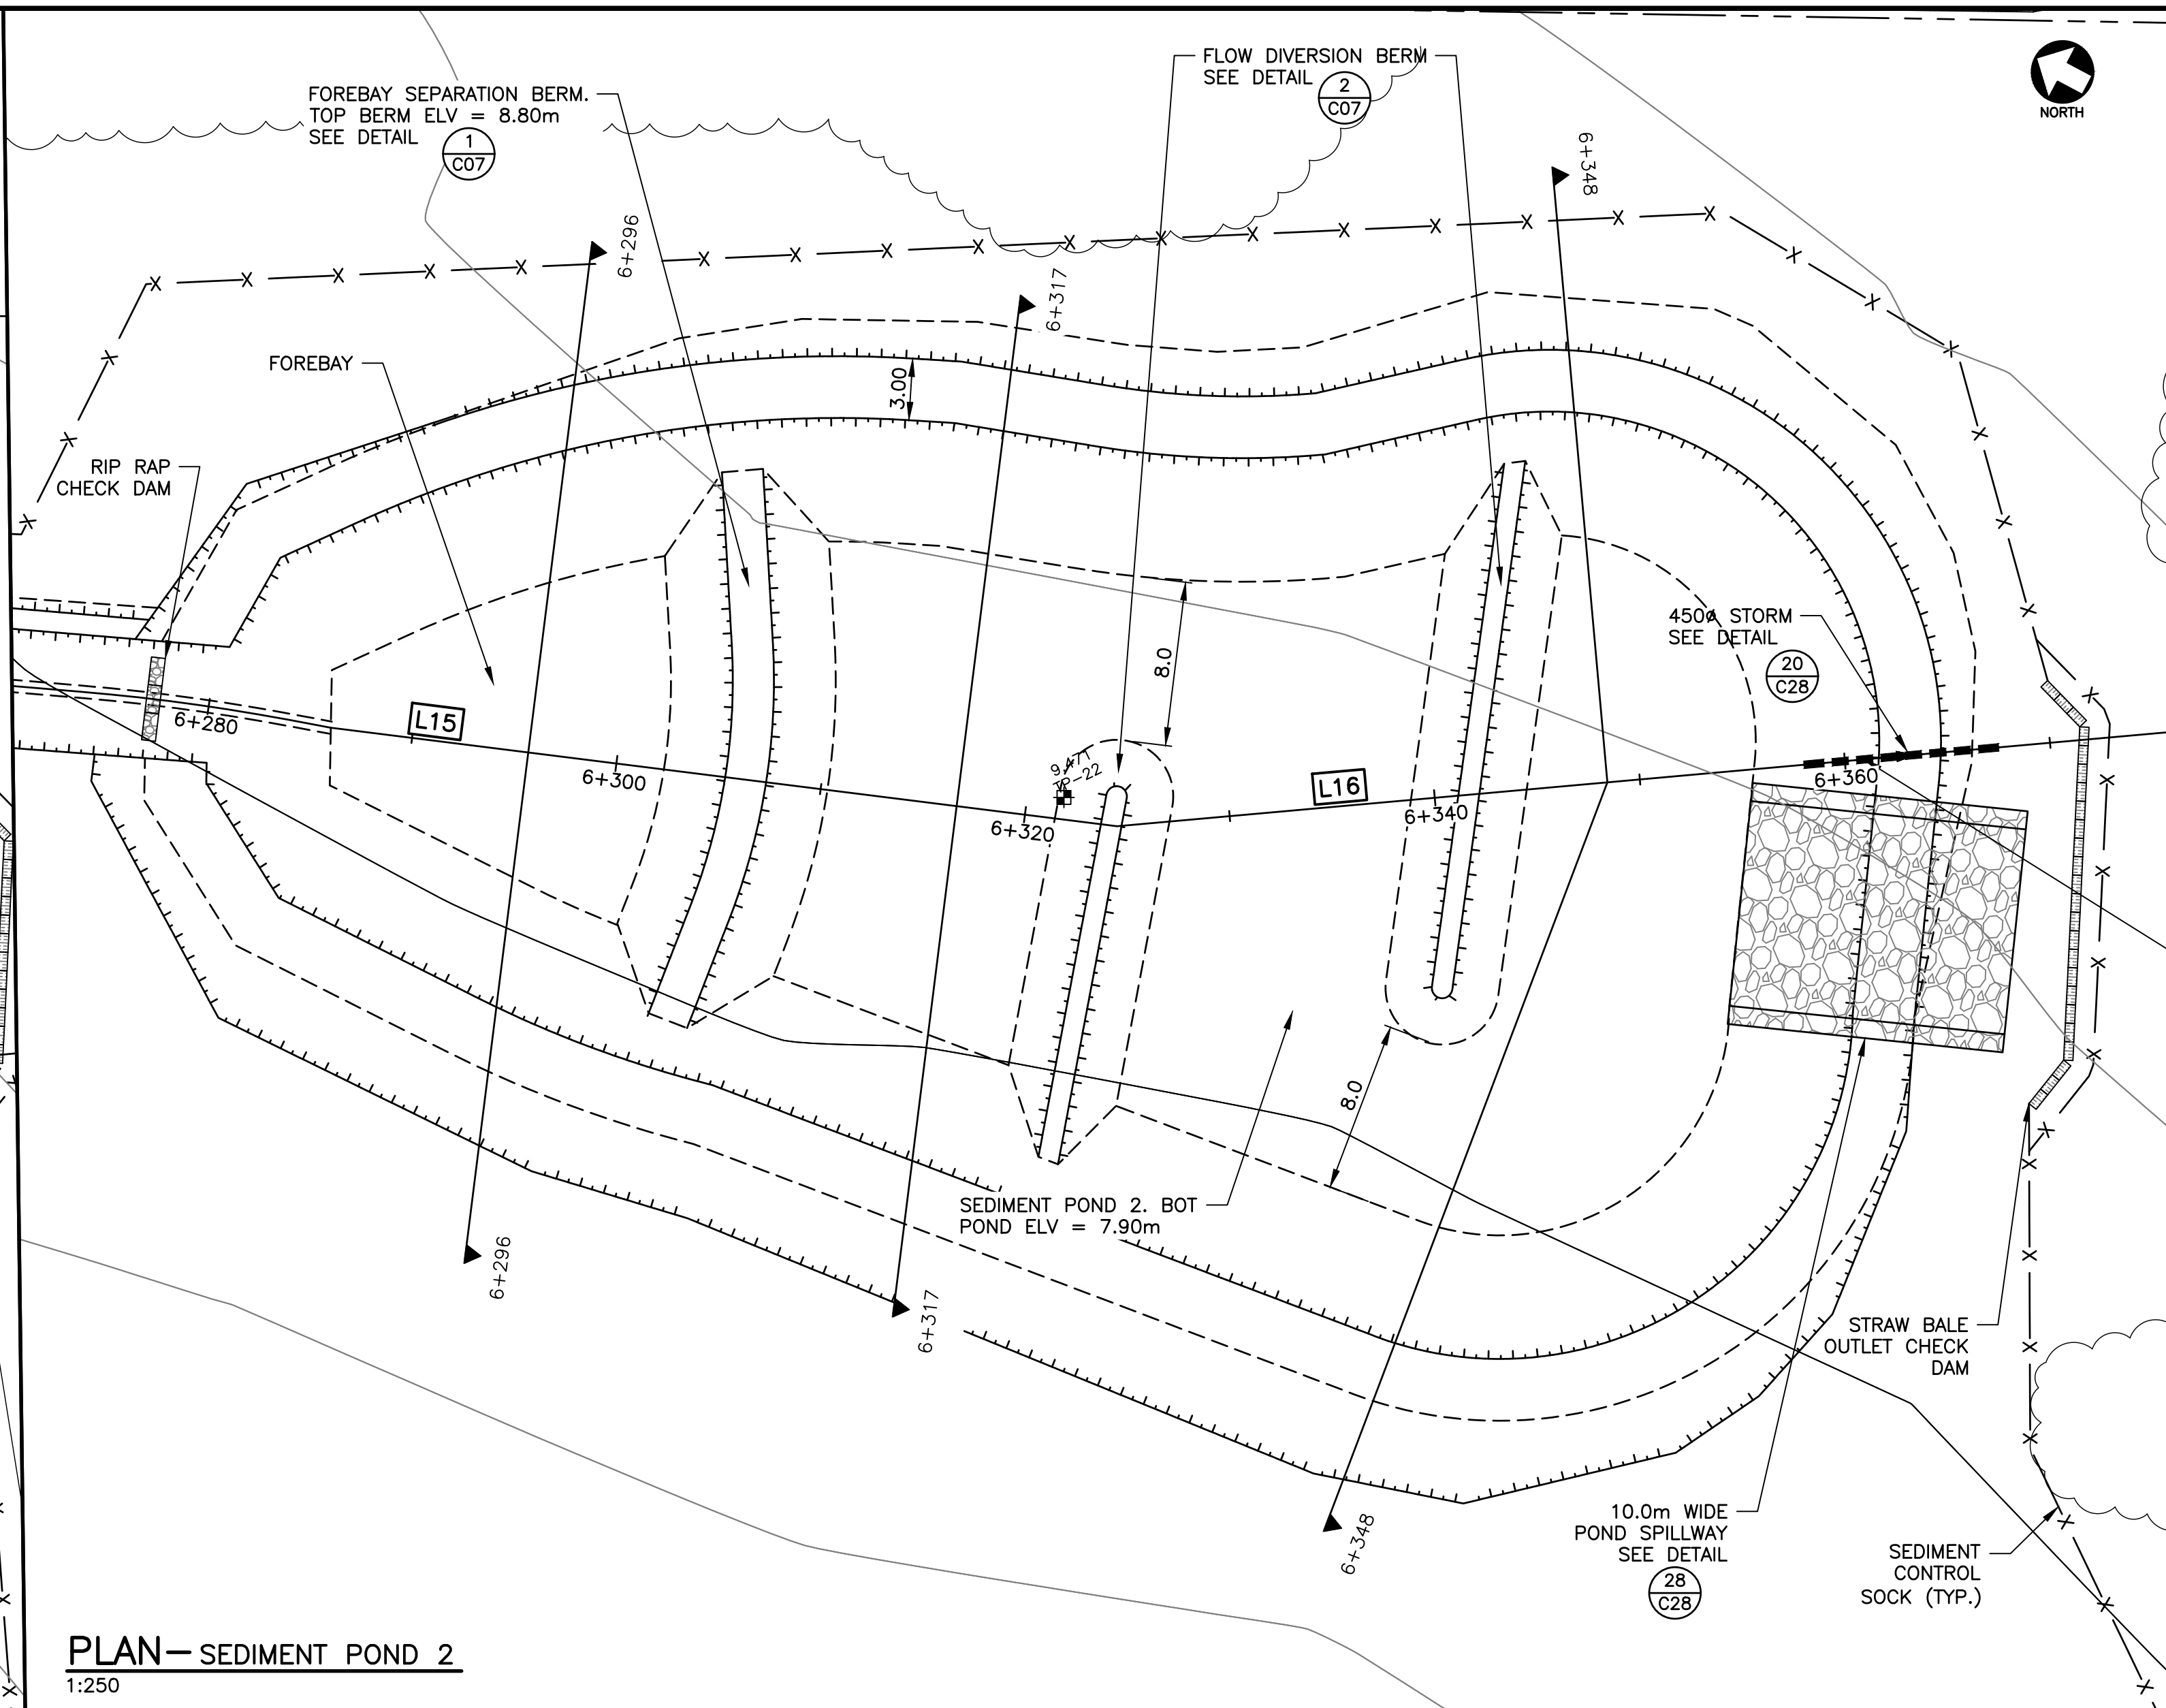 FLOW DIVERSION BERM
SEE DETAIL
2
C07
NORTH
FOREBAY SEPARATION BERM.
TOP BERM ELV = 8.80m
SEE DETAIL
1
C07
6+348
6+296
6+317
FOREBAY
3.00
RIP RAP
CHECK DAM
450ø STORM
SEE DETAIL
20
C28
8.0
L15
6+280
6+300
6+320
L16
6+340
6+360
8.0
SEDIMENT POND 2. BOT
POND ELV = 7.90m
6+296
6+317
6+348
STRAW BALE
OUTLET CHECK
DAM
10.0m WIDE
POND SPILLWAY
SEE DETAIL
28
C28
SEDIMENT
CONTROL
SOCK (TYP.)
PLAN— SEDIMENT POND 2
1:250